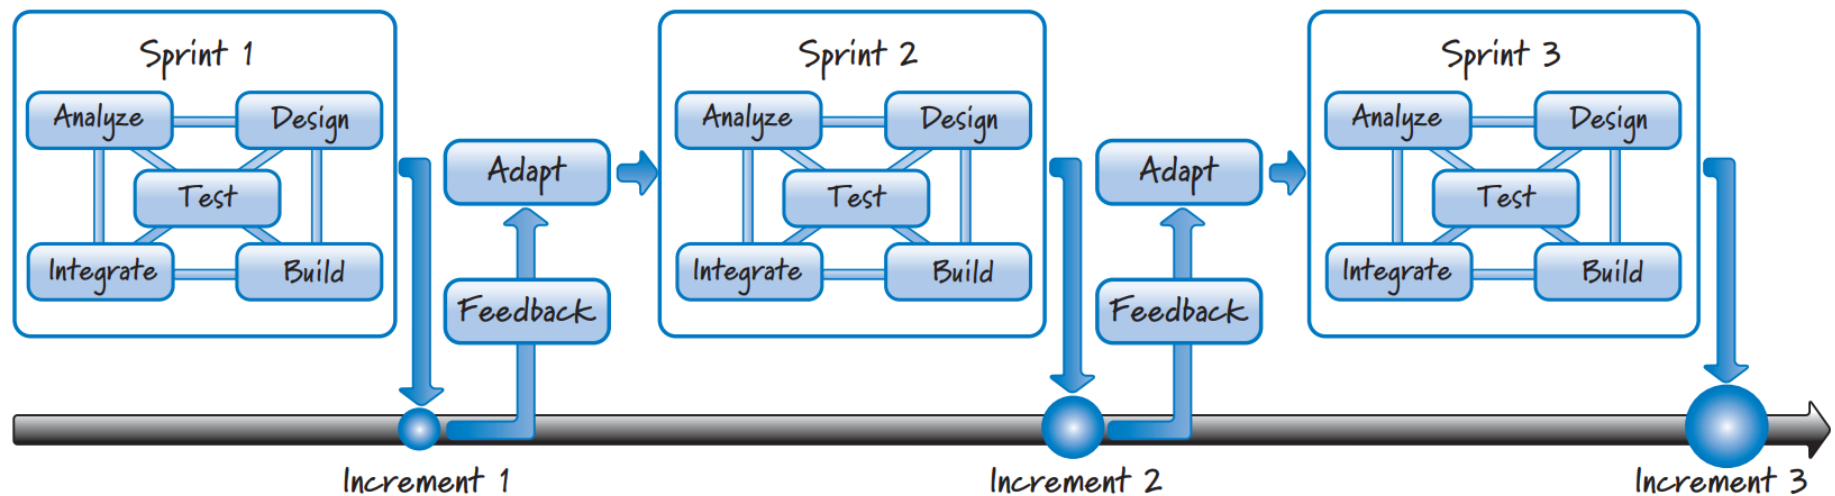 Sprint 1
Analyze
Design
Test
Integrate
Build
Adapt
Feedback
Sprint 2
Analyze
Design
Test
Integrate
Build
Adapt
Feedback
Sprint 3
Analyze
Design
Test
Integrate
Build
Increment 1
Increment 2
Increment 3